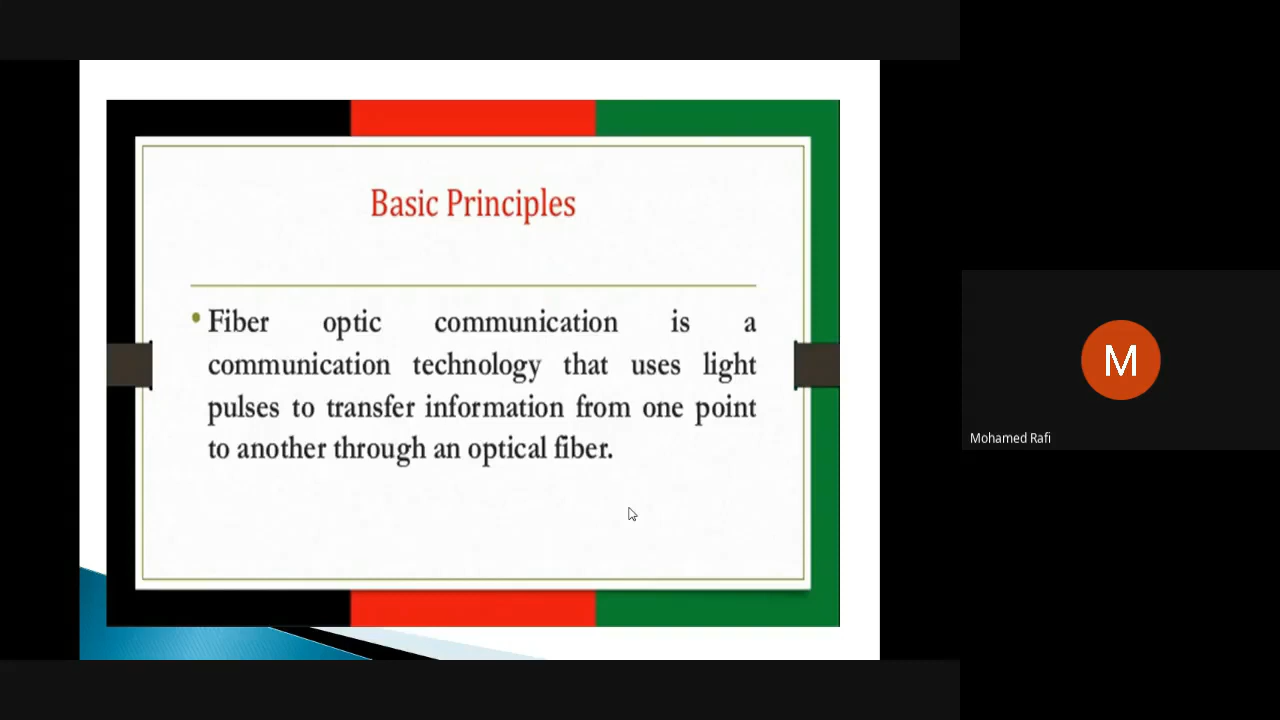 Basic Principles
• Fiber optic communication is a
communication technology that uses light
pulses to transfer information from one point
to another through an optical fiber.
M
Mohamed Rafi